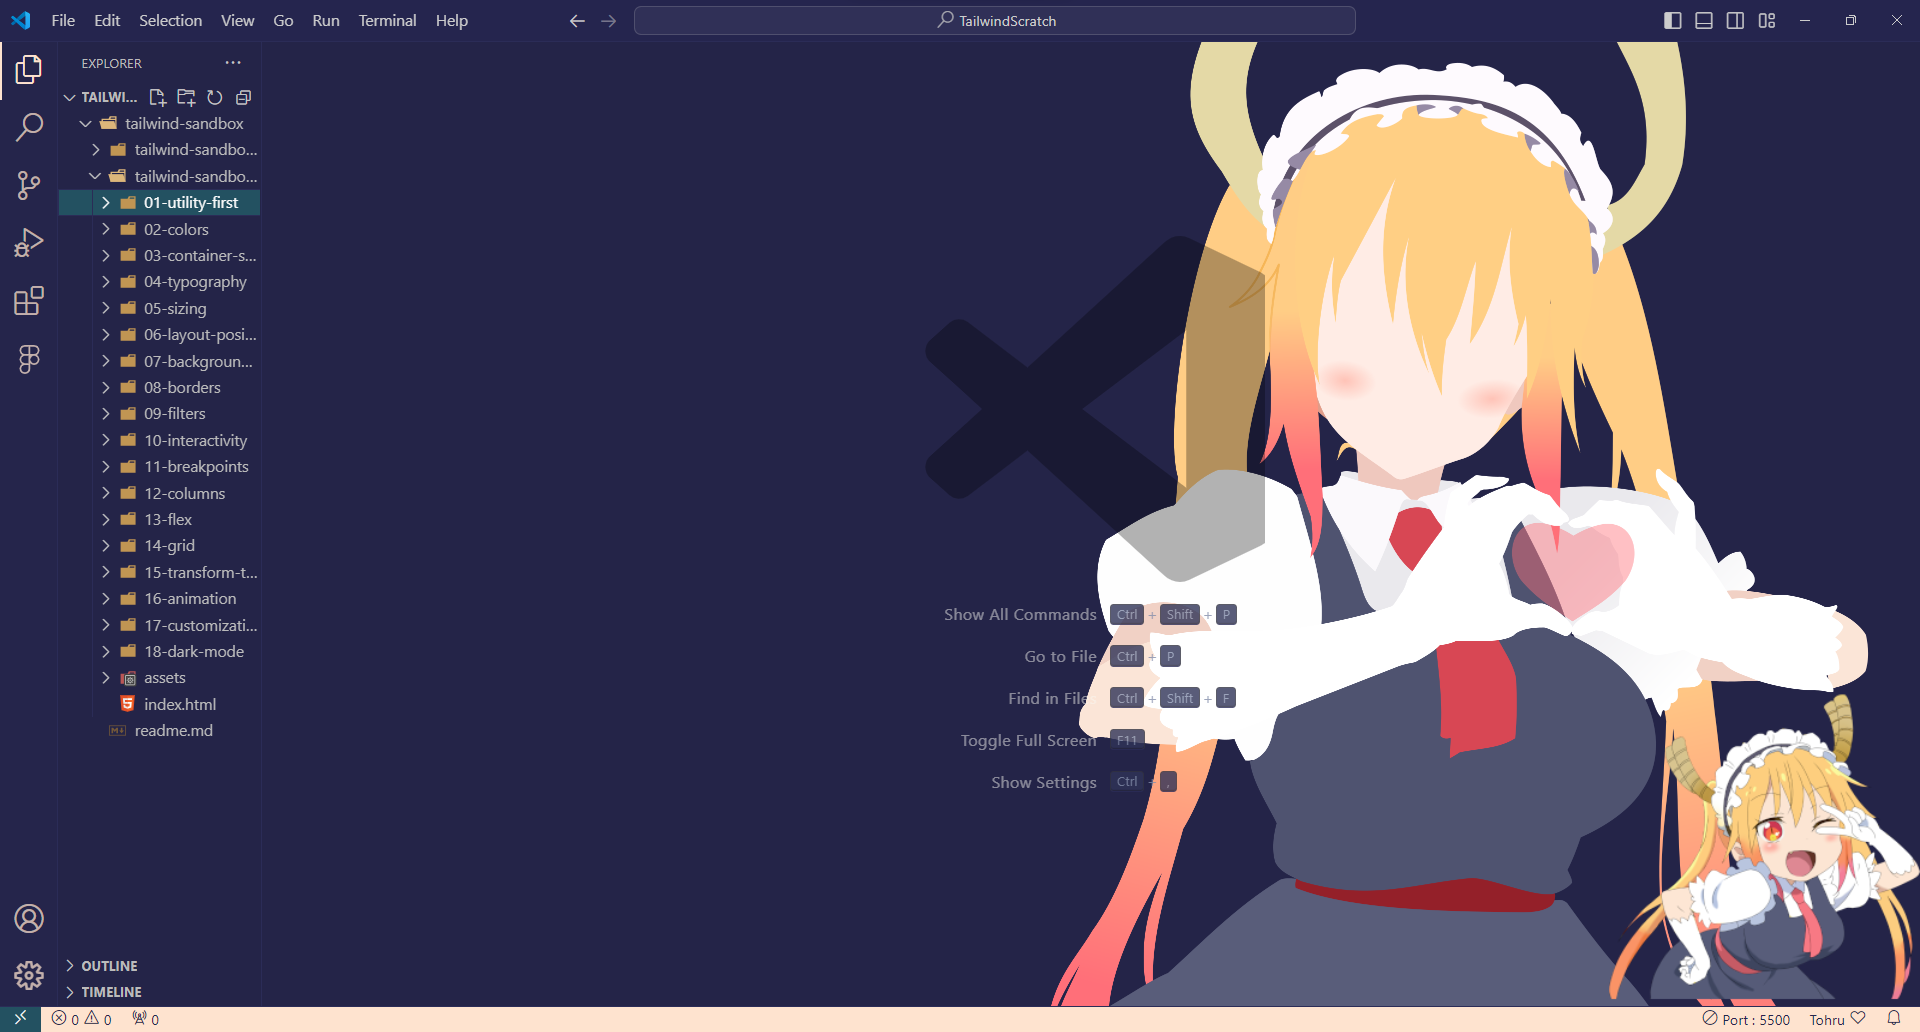 File Edit Selection View Go Run Terminal Help
TailwindScratch
EXPLORER
TAILWI...
tailwind-sandbox
tailwind-sandbo...
tailwind-sandbo...
01-utility-first
02-colors
03-container-s...
04-typography
05-sizing
06-layout-posi...
07-backgroun...
08-borders
09-filters
10-interactivity
11-breakpoints
12-columns
13-flex
14-grid
15-transform-t...
16-animation
17-customizati...
18-dark-mode
assets
index.html
readme.md
OUTLINE
TIMELINE
Show All Commands Ctrl + Shift + P
Go to File Ctrl + P
Find in Files Ctrl + Shift + F
Toggle Full Screen F11
Show Settings Ctrl + ,
0 0 0
Port : 5500 Tohru